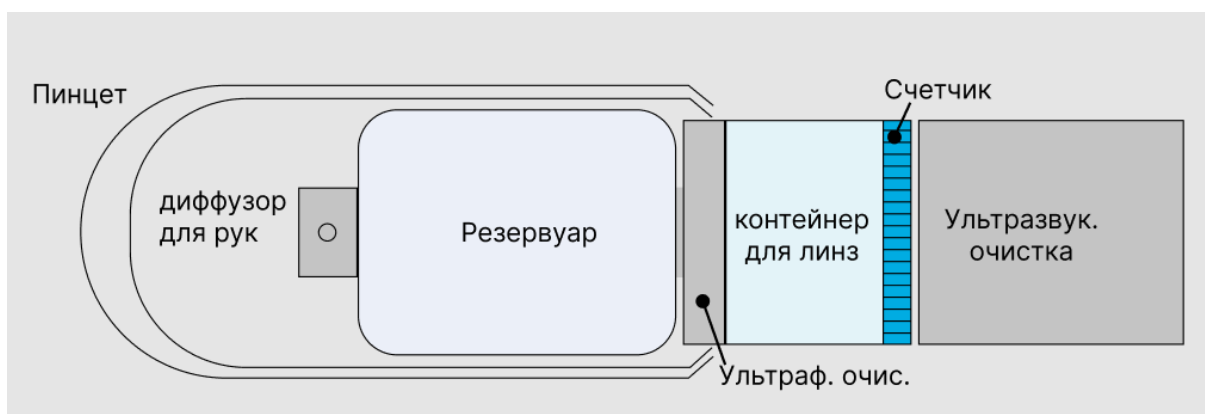 Пинцет
Счетчик
диффузор
для рук
Резервуар
контейнер
для линз
Ультразвук.
очистка
Ультраф. очис.